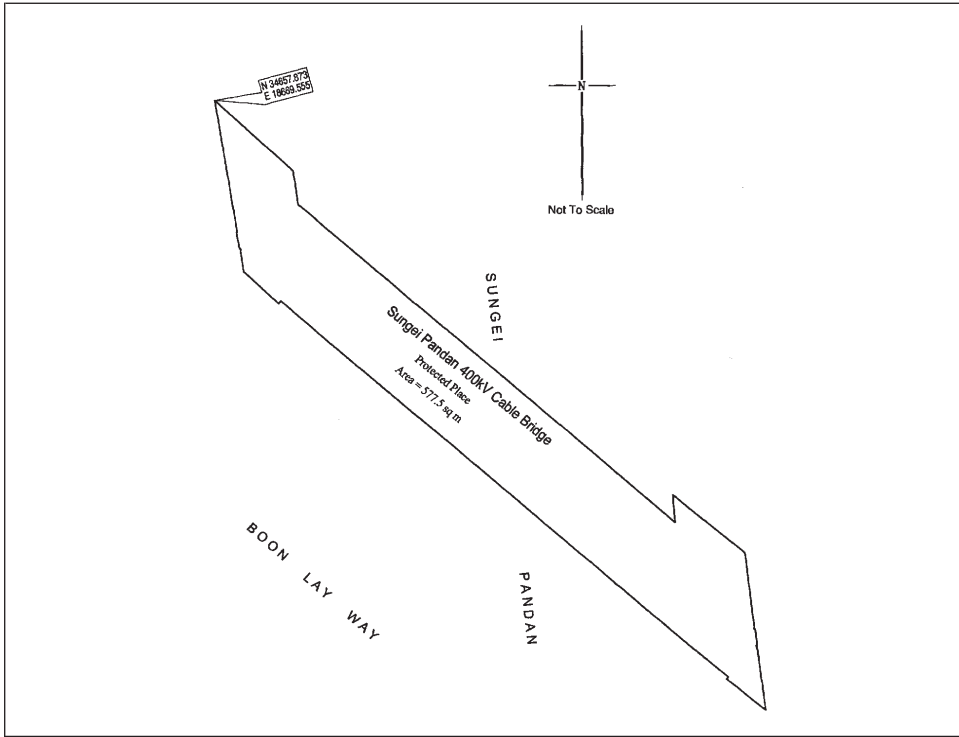 N 34657.873
E 18669.555
N
Not To Scale
SUNGEI
Sungei Pandan 400kV Cable Bridge
Protected Place
Area = 577.5 sq m
BOON LAY WAY
PANDAN